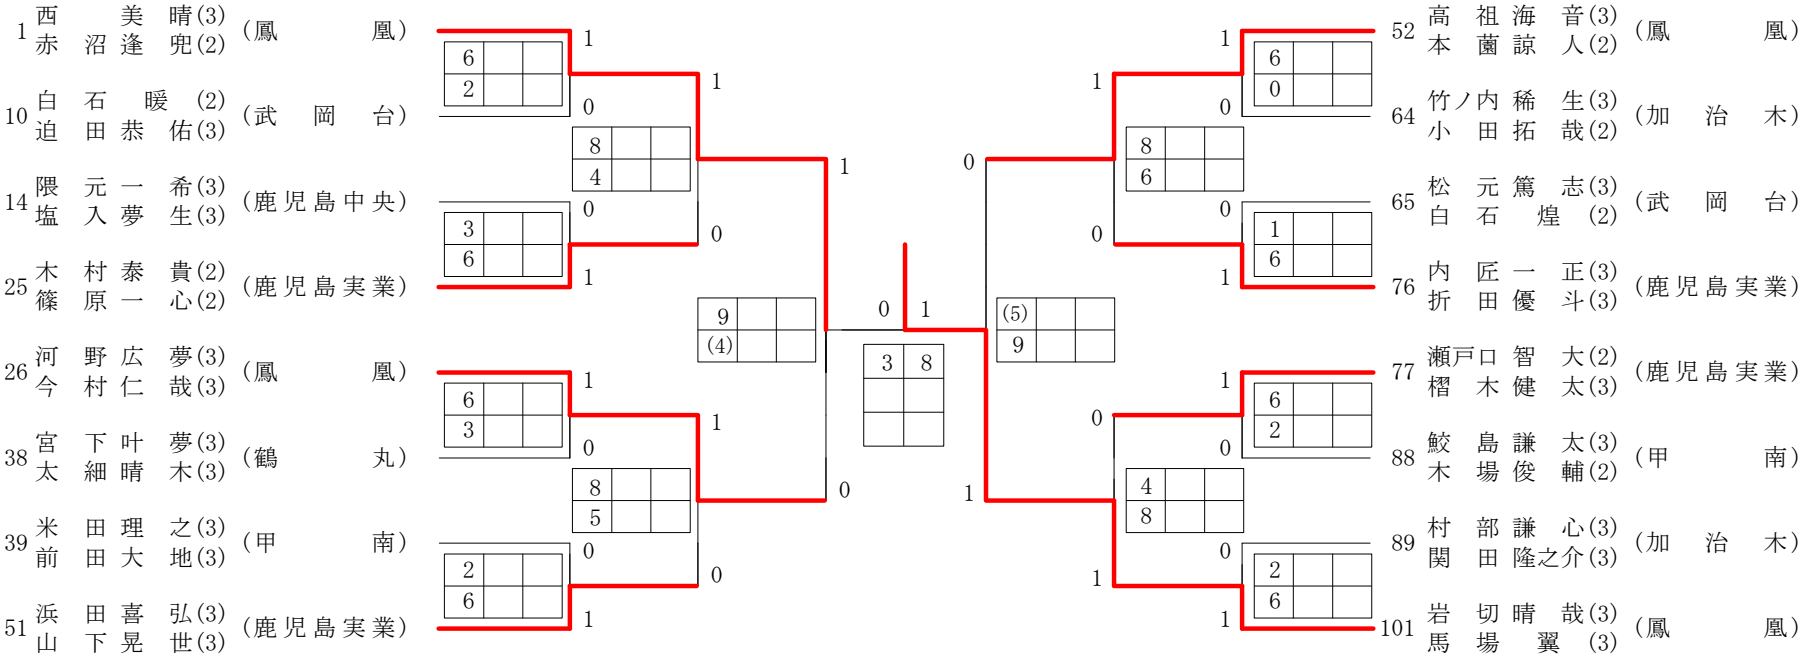 1 西 美 晴(3) (鳳 凰)
赤 沼 逢 兜(2)
10 白 石 暖 (2) (武 岡 台)
迫 田 恭 佑(3)
14 隈 元 一 希(3) (鹿児島中央)
塩 入 夢 生(3)
25 木 村 泰 貴(2) (鹿児島実業)
篠 原 一 心(2)
26 河 野 広 夢(3) (鳳 凰)
今 村 仁 哉(3)
38 宮 下 叶 夢(3) (鶴 丸)
太 細 晴 木(3)
39 米 田 理 之(3) (甲 南)
前 田 大 地(3)
51 浜 田 喜 弘(3) (鹿児島実業)
山 下 晃 世(3)
1
6
2
0
1
8
4
0
3
6
1
0
1
9
(4)
1
6
3
0
1
8
5
0
2
6
1
0
0
0 1
3 8
1
6
0
0
1
8
6
0
1
6
1
0
0
(5)
9
1
6
2
0
0
4
8
1
0
2
6
1
1
52 高 祖 海 音(3) (鳳 凰)
本 薗 諒 人(2)
64 竹ノ内 稀 生(3) (加 治 木)
小 田 拓 哉(2)
65 松 元 篤 志(3) (武 岡 台)
白 石 煌 (2)
76 内 匠 一 正(3) (鹿児島実業)
折 田 優 斗(3)
77 瀬戸口 智 大(2) (鹿児島実業)
槢 木 健 太(3)
88 鮫 島 謙 太(3) (甲 南)
木 場 俊 輔(2)
89 村 部 謙 心(3) (加 治 木)
関 田 隆之介(3)
101 岩 切 晴 哉(3) (鳳 凰)
馬 場 翼 (3)